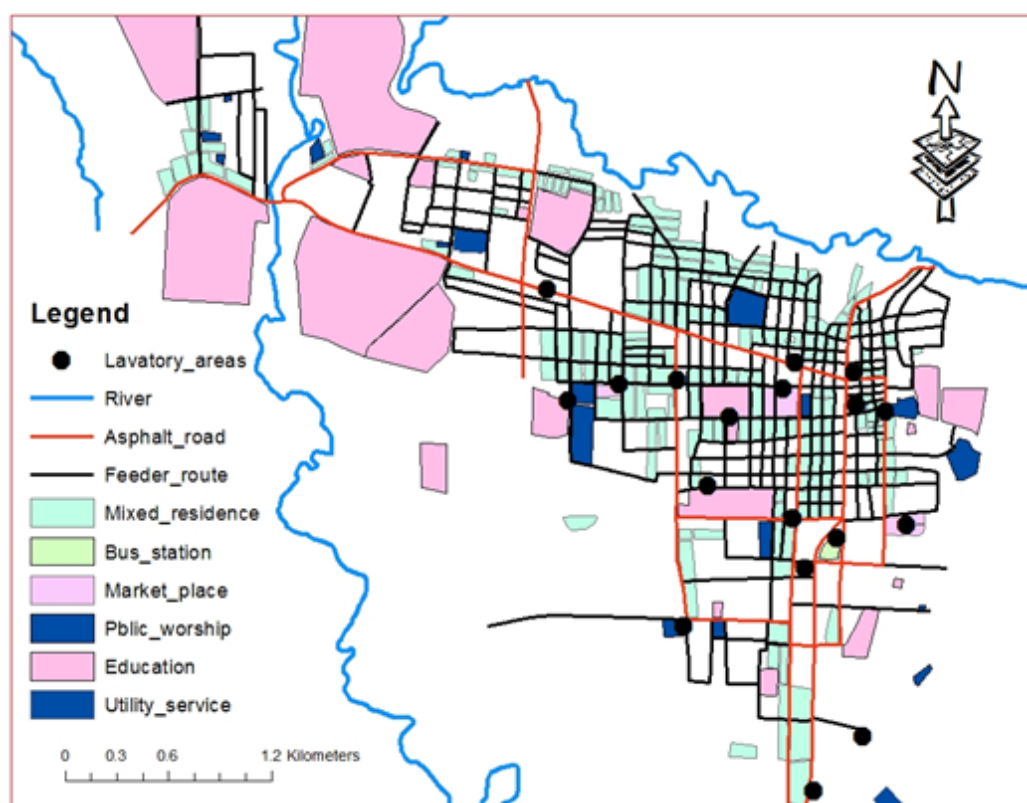 N
Legend
Lavatory_areas
River
Asphalt_road
Feeder_route
Mixed_residence
Bus_station
Market_place
Pblic_worship
Education
Utility_service
0 0.3 0.6 1.2 Kilometers